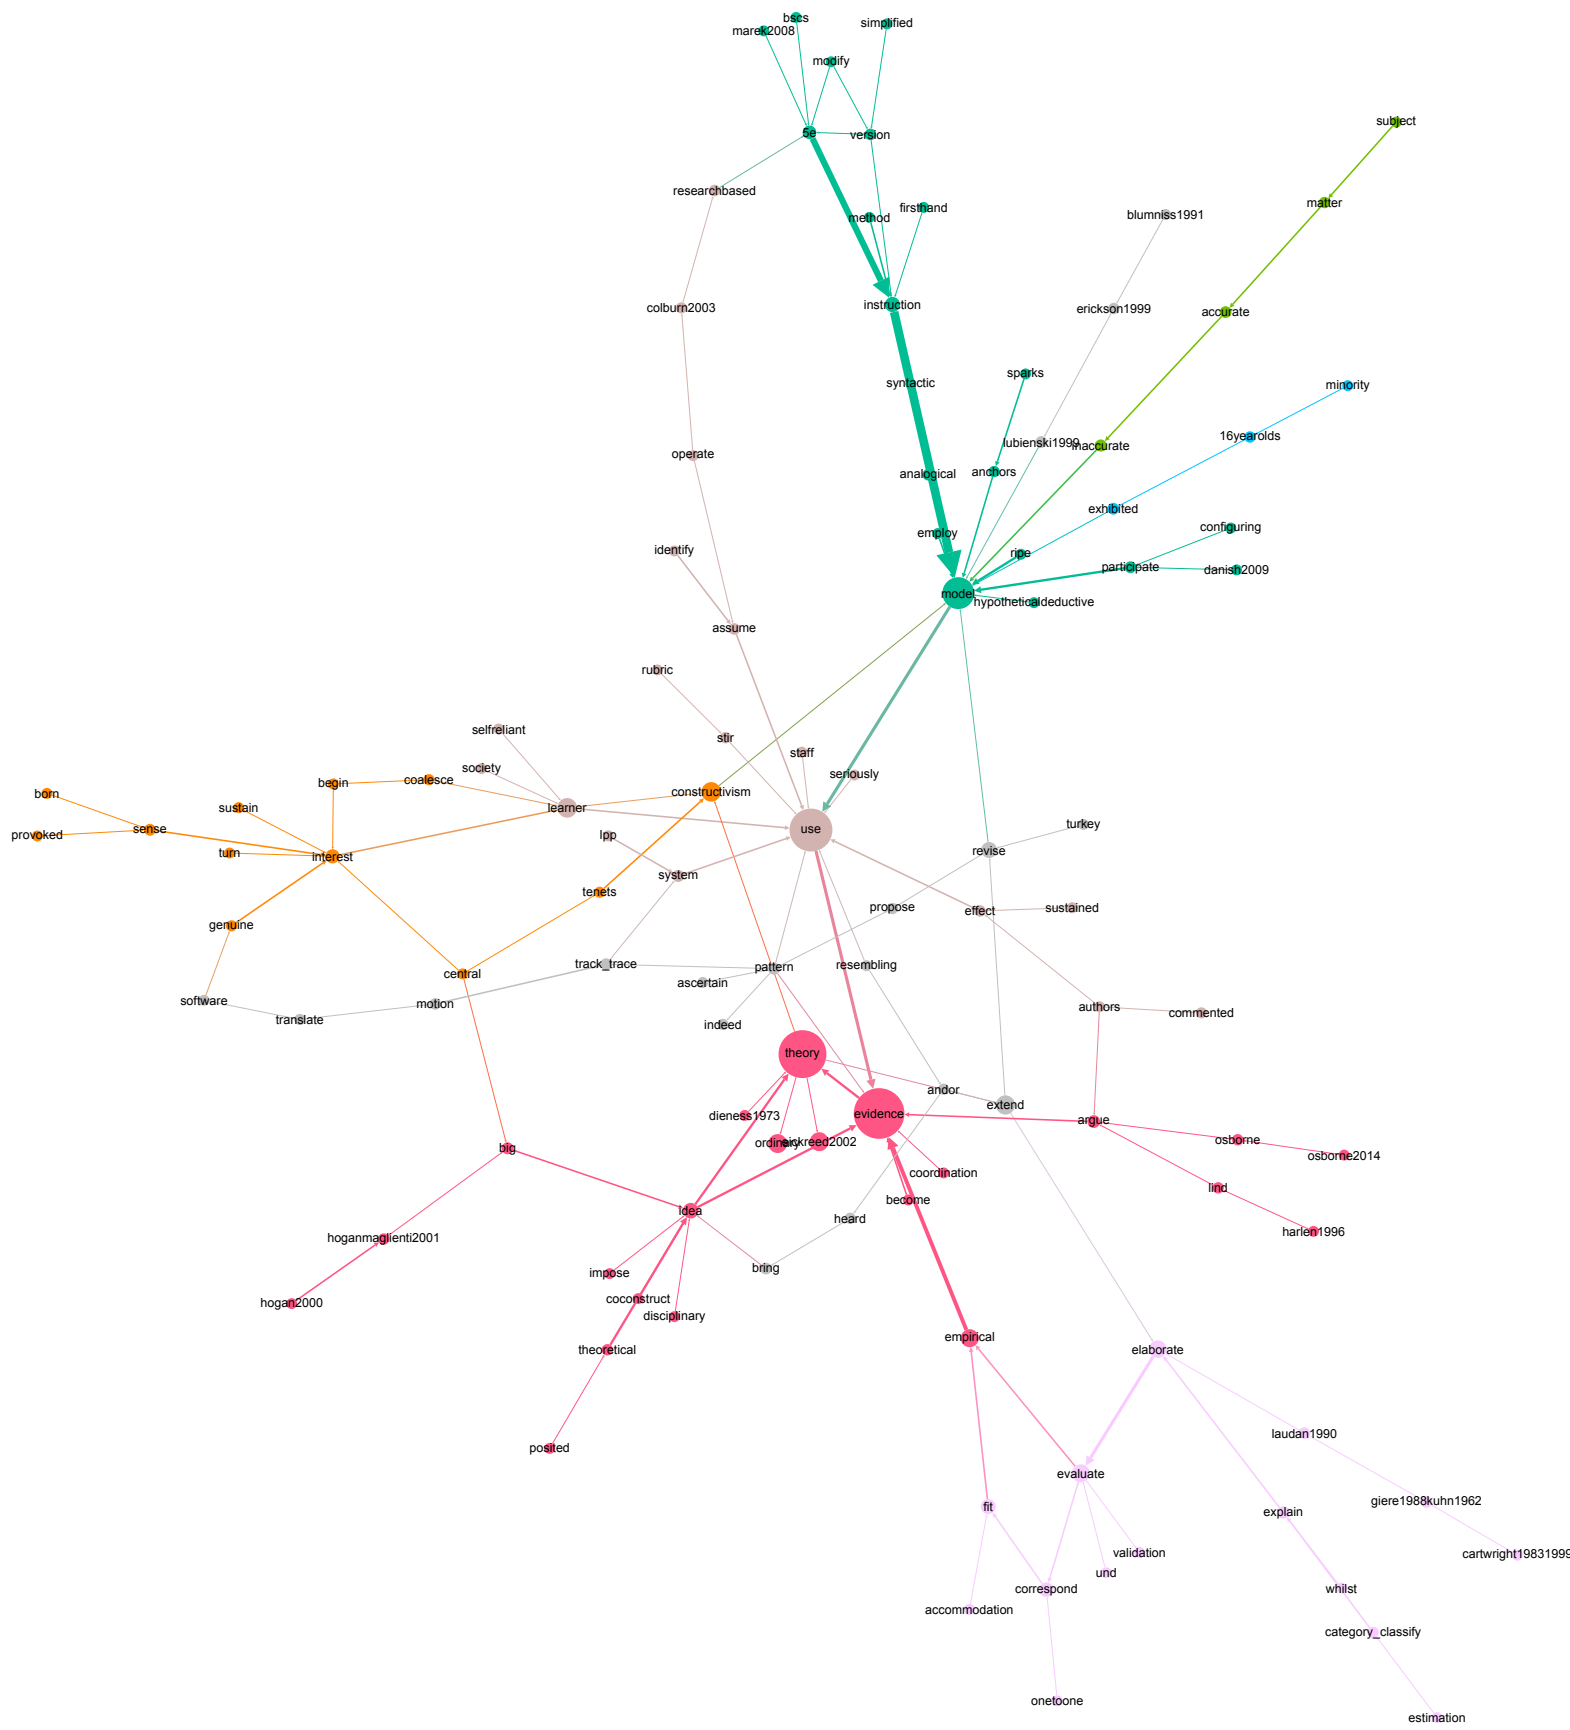 bscs
simplified
marek2008
modify
subject
5e
version
researchbased
matter
firsthand
blumniss1991
method
instruction
colburn2003
erickson1999
accurate
sparks
syntactic
minority
16yearolds
lubienski1999
inaccurate
operate
analogical
anchors
exhibited
configuring
employ
identify
ripe
participate
danish2009
model
hypotheticaldeductive
assume
rubric
selfreliant
stir
staff
society
seriously
begin
coalesce
born
constructivism
sustain
learner
turkey
provoked
sense
use
lpp
turn
interest
revise
system
tenets
propose
effect
sustained
genuine
track_trace
pattern
resembling
central
ascertain
software
motion
authors
commented
translate
indeed
theory
andor
extend
dieness1973
evidence
argue
ordinary
eickreed2002
osborne
big
osborne2014
coordination
lind
become
idea
heard
harlen1996
hoganmaglienti2001
bring
impose
coconstruct
hogan2000
disciplinary
empirical
theoretical
elaborate
laudan1990
posited
evaluate
giere1988kuhn1962
fit
explain
validation
cartwright19831999
und
correspond
whilst
accommodation
category_classify
onetoone
estimation